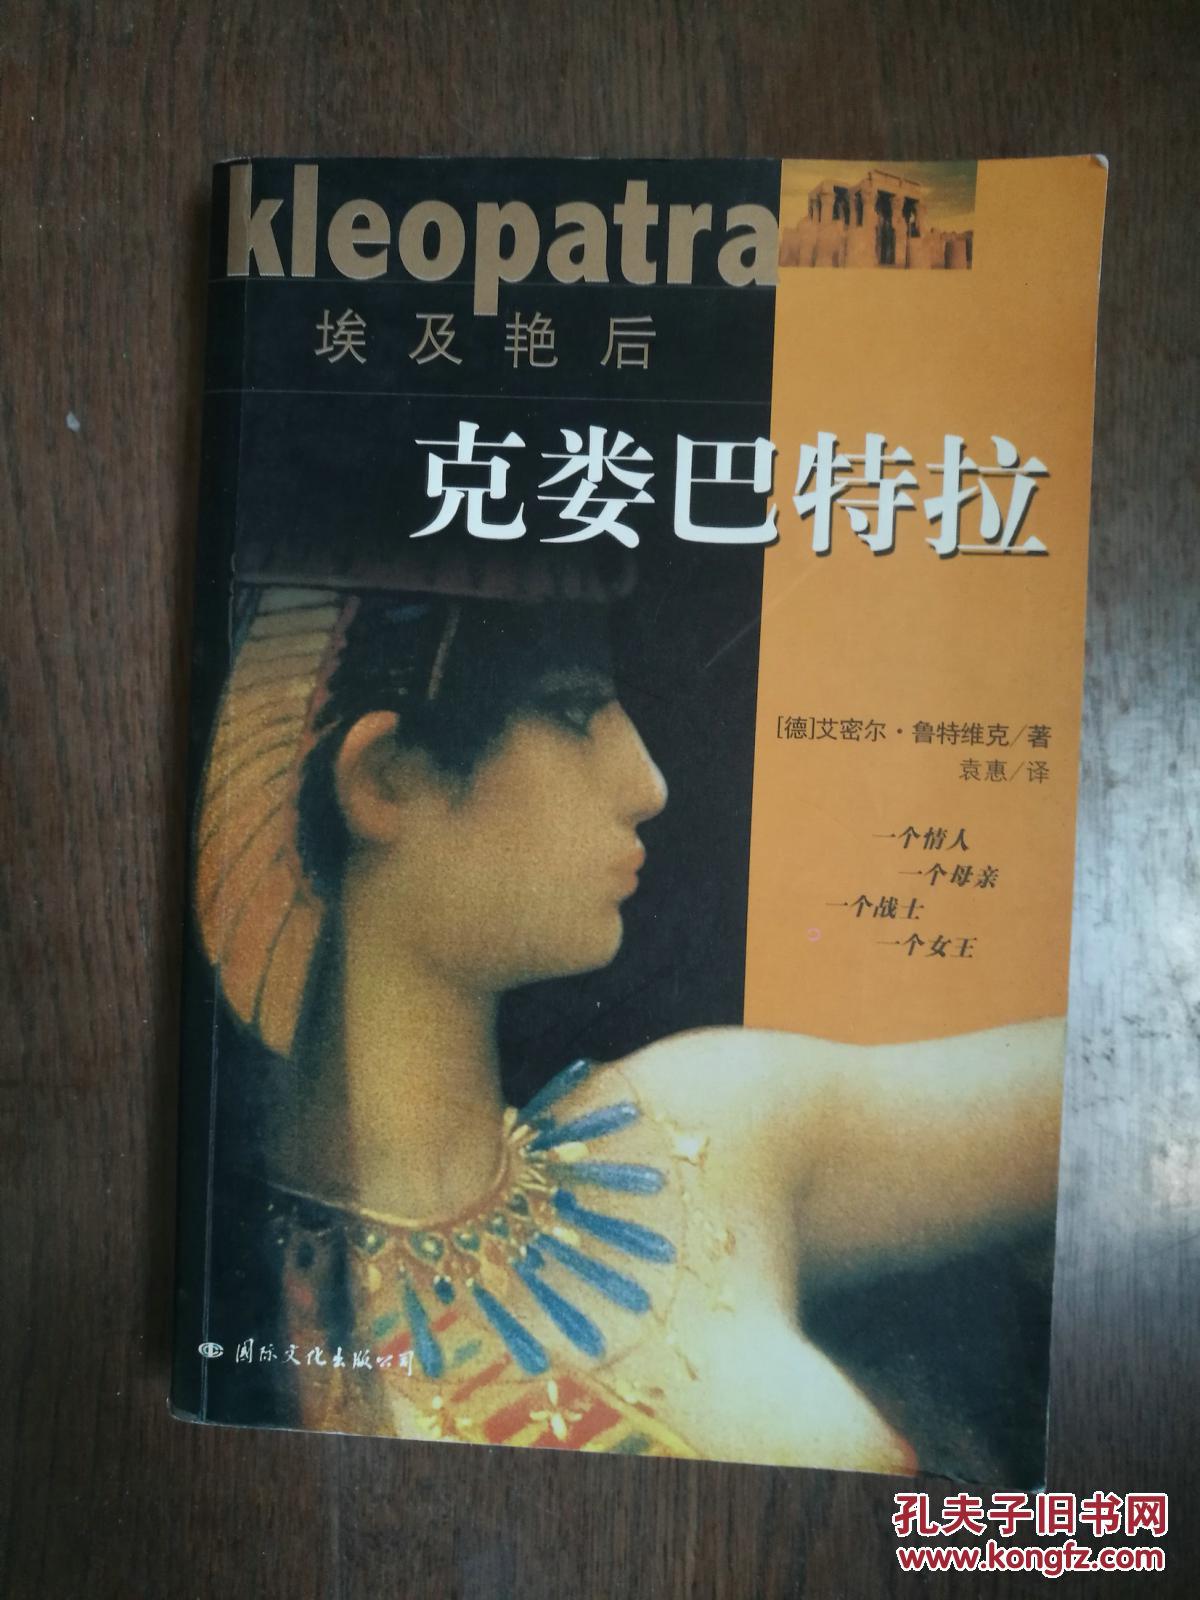 kleopatra
埃及艳后
克娄巴特拉
[德]艾密尔·鲁特维克/著
袁惠/译
一个情人
一个母亲
一个战士
一个女王
国际文化出版公司
孔夫子旧书网
www.kongfz.com